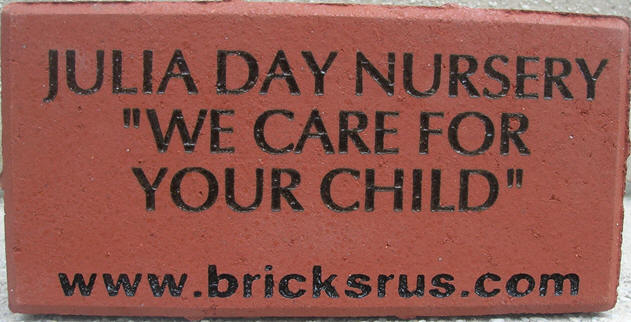 JULIA DAY NURSERY
"WE CARE FOR
YOUR CHILD"
www.bricksrus.com